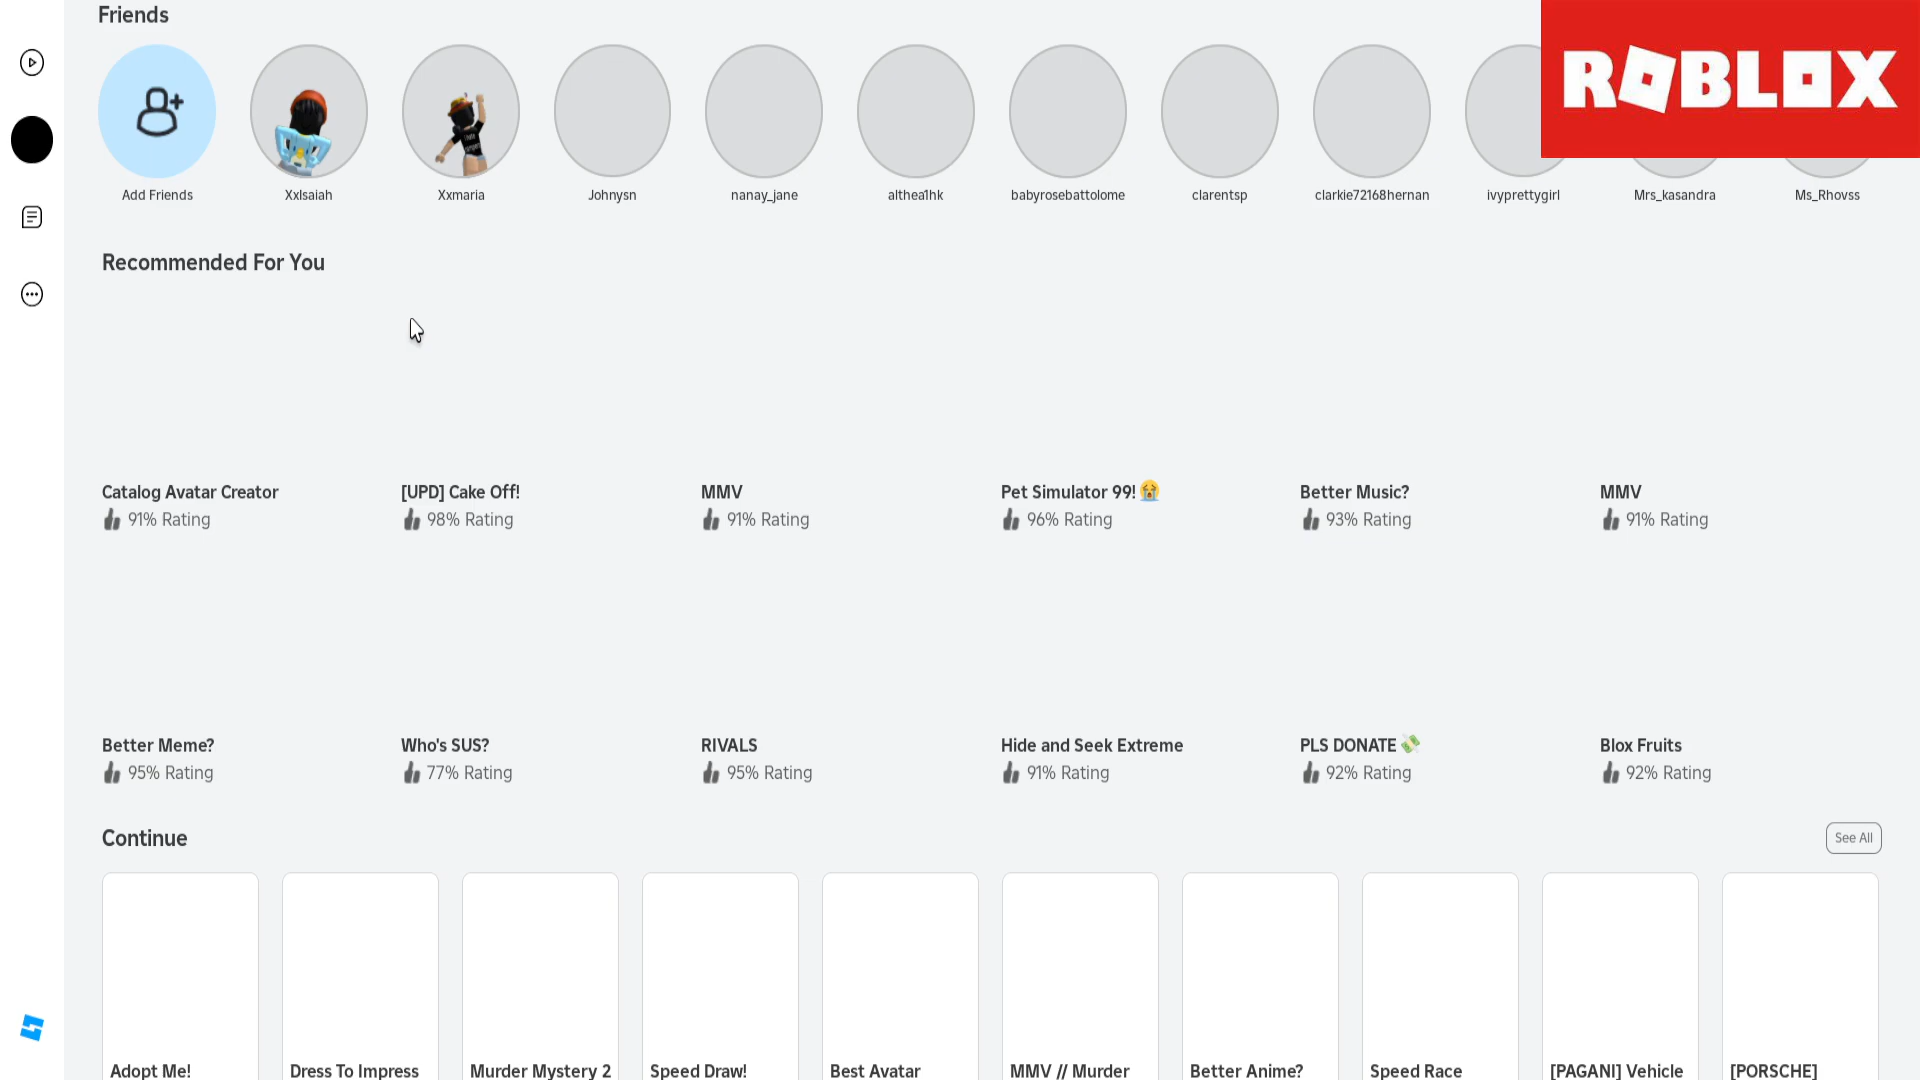 Friends
ROBLOX
Add Friends
XxIsaiah
Xxmaria
Johnysn
nanay_jane
althea1hk
babyrosebattolome
clarentsp
clarkie72168hernan
ivyprettygirl
Mrs_kasandra
Ms_Rhovss
Recommended For You
Catalog Avatar Creator
91% Rating
[UPD] Cake Off!
98% Rating
MMV
91% Rating
Pet Simulator 99! 😭
96% Rating
Better Music?
93% Rating
MMV
91% Rating
Better Meme?
95% Rating
Who's SUS?
77% Rating
RIVALS
95% Rating
Hide and Seek Extreme
91% Rating
PLS DONATE 💸
92% Rating
Blox Fruits
92% Rating
Continue
See All
Adopt Me!
Dress To Impress
Murder Mystery 2
Speed Draw!
Best Avatar
MMV // Murder
Better Anime?
Speed Race
[PAGANI] Vehicle
[PORSCHE]